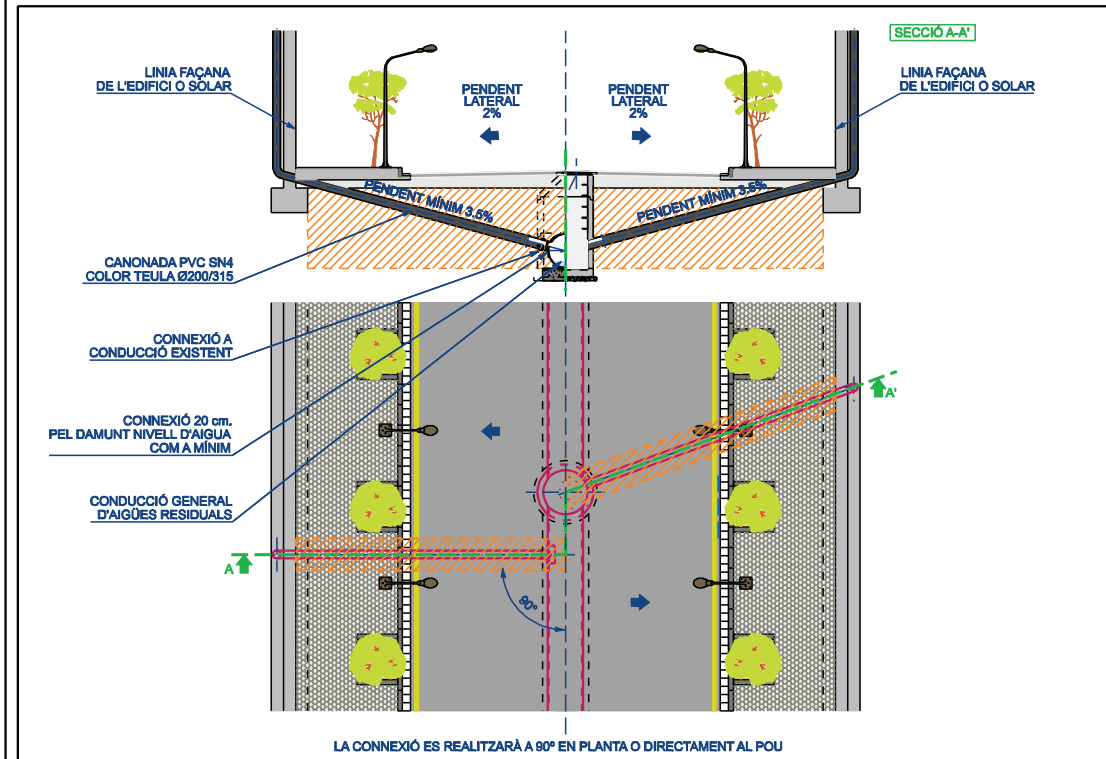 SECCIÓ A-A'
LINIA FAÇANA
DE L'EDIFICI O SOLAR
PENDENT
LATERAL
2%
PENDENT
LATERAL
2%
LINIA FAÇANA
DE L'EDIFICI O SOLAR
PENDENT MÍNIM 3.5%
PENDENT MÍNIM 3.5%
CANONADA PVC SN4
COLOR TEULA Ø200/315
CONNEXIÓ A
CONDUCCIÓ EXISTENT
CONNEXIÓ 20 cm.
PEL DAMUNT NIVELL D'AIGUA
COM A MÍNIM
CONDUCCIÓ GENERAL
D'AIGÜES RESIDUALS
A'
A
90º
LA CONNEXIÓ ES REALITZARÀ A 90º EN PLANTA O DIRECTAMENT AL POU